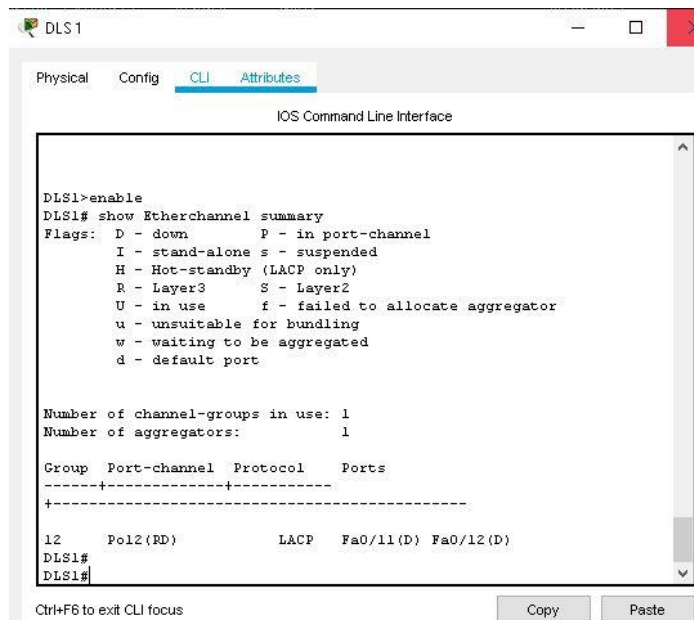 DLS1
Physical Config CLI Attributes
IOS Command Line Interface
DLS1>enable
DLS1# show Etherchannel summary
Flags: D - down P - in port-channel
I - stand-alone s - suspended
H - Hot-standby (LACP only)
R - Layer3 S - Layer2
U - in use f - failed to allocate aggregator
u - unsuitable for bundling
w - waiting to be aggregated
d - default port
Number of channel-groups in use: 1
Number of aggregators: 1
Group Port-channel Protocol Ports
------+-------------+-----------
+----------------------------------------------
12 Po12(RD) LACP Fa0/11(D) Fa0/12(D)
DLS1#
DLS1#
Ctrl+F6 to exit CLI focus
Copy Paste